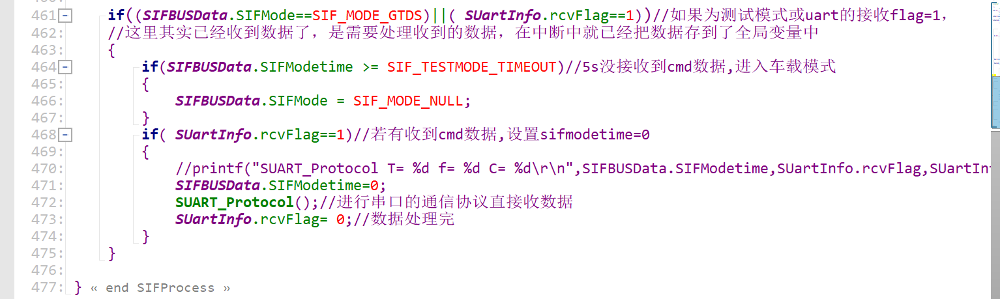 461: if((SIFBUSData.SIFMode==SIF_MODE_GTDS)||( SUartInfo.rcvFlag==1))//如果为测试模式或uart的接收flag=1,
462: //这里其实已经收到数据了，是需要处理收到的数据，在中断中就已经把数据存到了全局变量中
463: {
464: if(SIFBUSData.SIFModetime >= SIF_TESTMODE_TIMEOUT)//5s没接收到cmd数据,进入车载模式
465: {
466: SIFBUSData.SIFMode = SIF_MODE_NULL;
467: }
468: if( SUartInfo.rcvFlag==1)//若有收到cmd数据,设置sifmodetime=0
469: {
470: //printf("SUART_Protocol T= %d f= %d C= %d\r\n",SIFBUSData.SIFModetime,SUartInfo.rcvFlag,SUartIn
471: SIFBUSData.SIFModetime=0;
472: SUART_Protocol();//进行串口的通信协议直接收数据
473: SUartInfo.rcvFlag= 0;//数据处理完
474: }
475: }
476:
477: } « end SIFProcess »